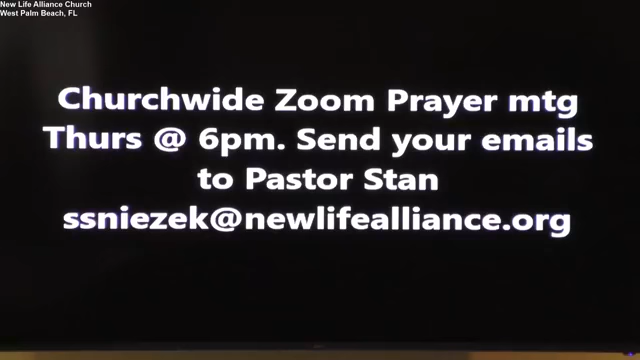 New Life Alliance Church
West Palm Beach, FL
Churchwide Zoom Prayer mtg
Thurs @ 6pm. Send your emails
to Pastor Stan
ssniezek@newlifealliance.org